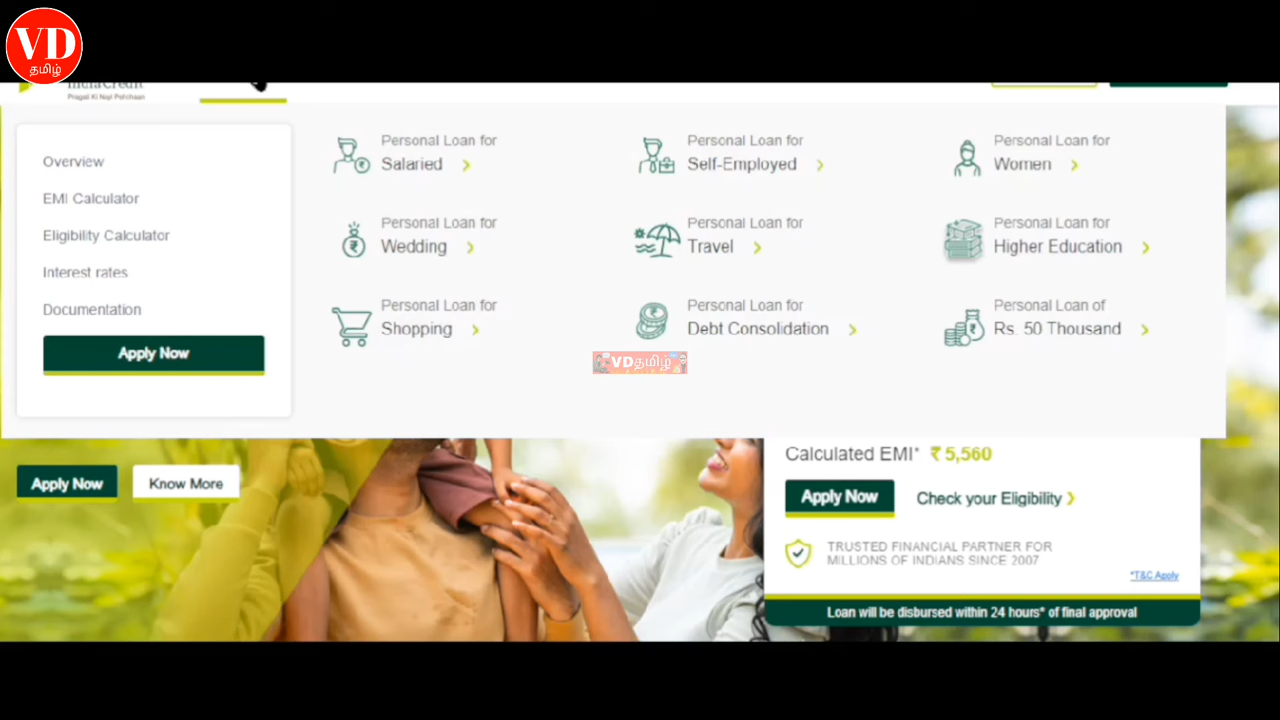 VD
தமிழ்
IndiaCredit
Pragati Ki Nayi Pehchaan
Overview
EMI Calculator
Eligibility Calculator
Interest rates
Documentation
Apply Now
Personal Loan for
Salaried
Personal Loan for
Self-Employed
Personal Loan for
Women
Personal Loan for
Wedding
Personal Loan for
Travel
Personal Loan for
Higher Education
Personal Loan for
Shopping
Personal Loan for
Debt Consolidation
Personal Loan of
Rs. 50 Thousand
VDதமிழ்
Apply Now
Know More
Calculated EMI* ₹ 5,560
Apply Now
Check your Eligibility
TRUSTED FINANCIAL PARTNER FOR
MILLIONS OF INDIANS SINCE 2007
*T&C Apply
Loan will be disbursed within 24 hours* of final approval